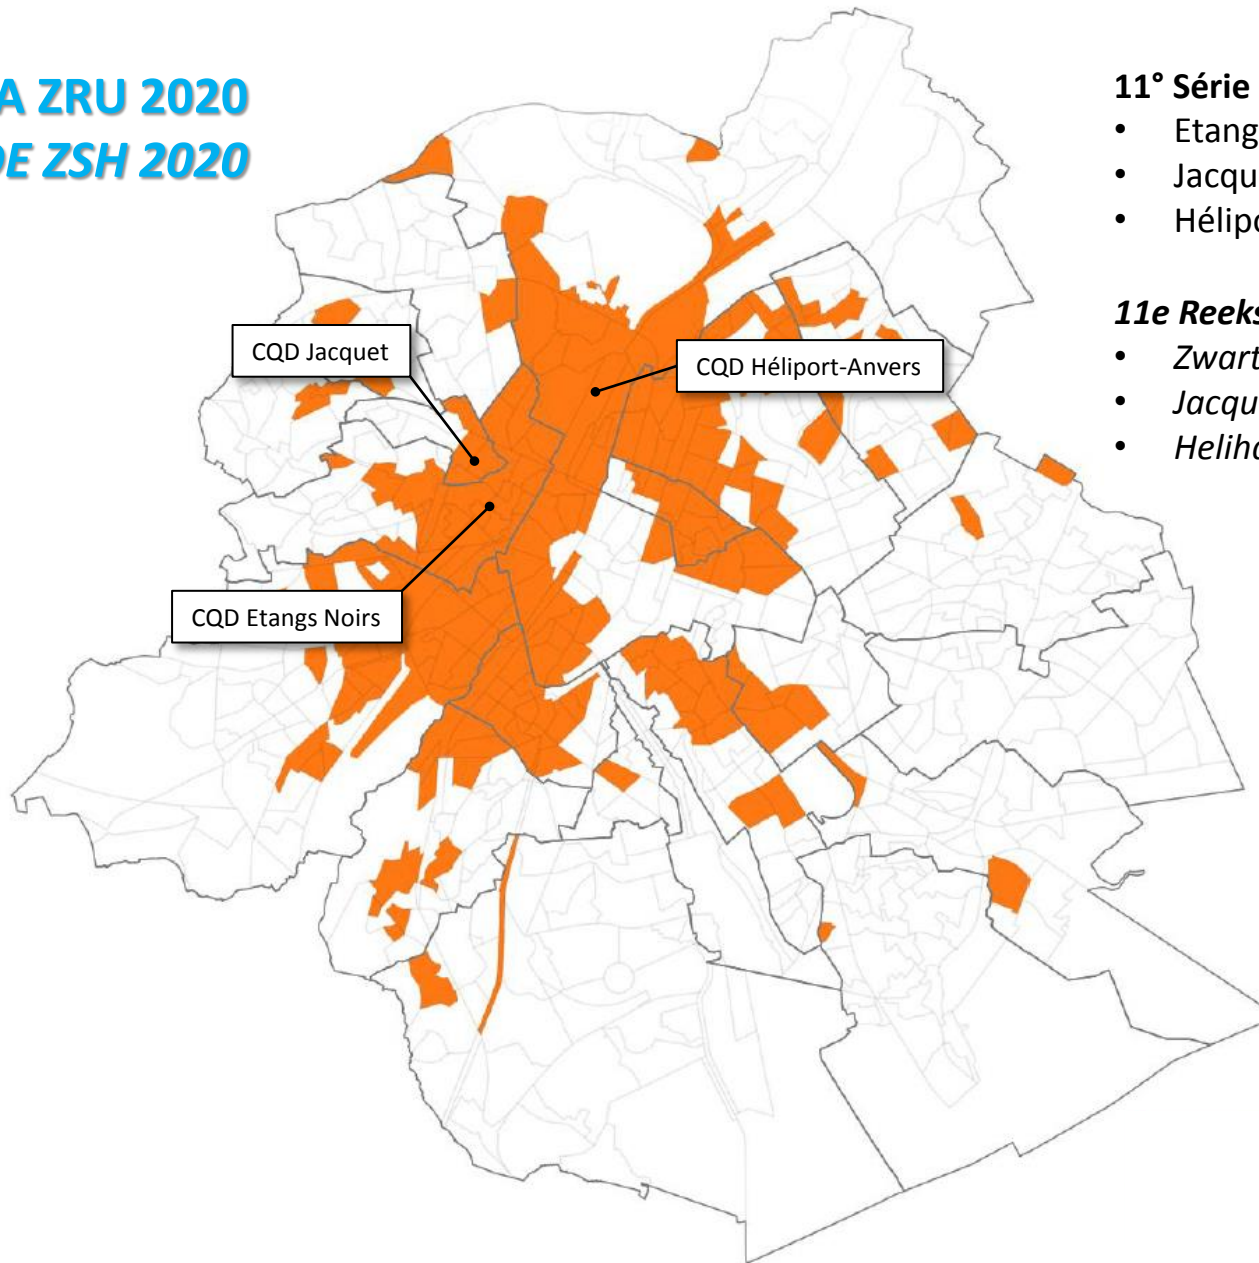 A ZRU 2020
DE ZSH 2020
11° Série
• Etang
• Jacqu
• Hélipo
11e Reeks
• Zwart
• Jacqu
• Heliha
CQD Jacquet
CQD Héliport-Anvers
CQD Etangs Noirs